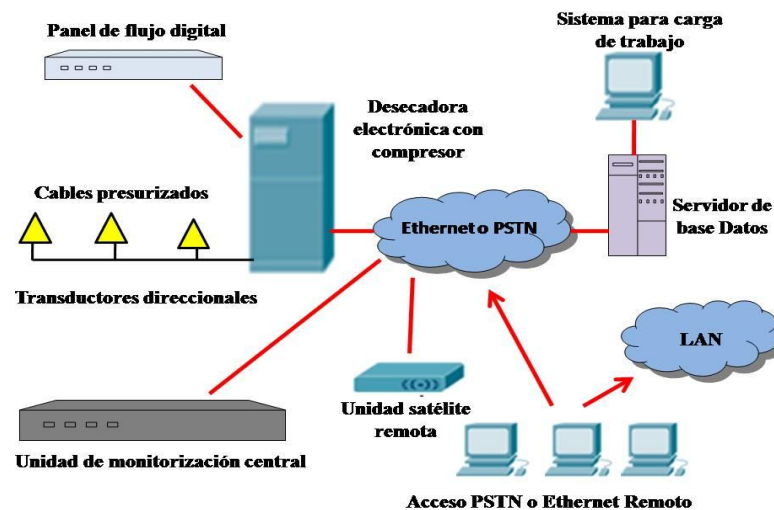 Sistema para carga
de trabajo
Panel de flujo digital
Desecadora
electrónica con
compresor
Cables presurizados
Servidor de
base Datos
Ethernet o PSTN
Transductores direccionales
LAN
Unidad satélite
remota
Unidad de monitorización central
Acceso PSTN o Ethernet Remoto